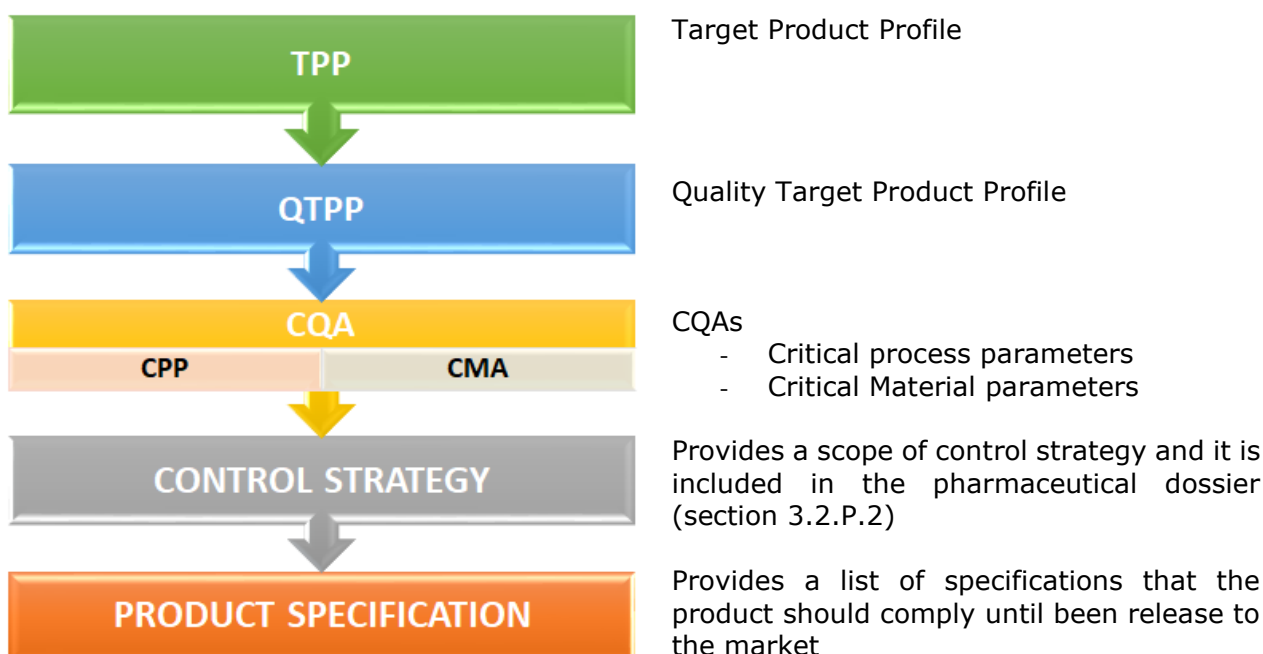 TPP
Target Product Profile
QTPP
Quality Target Product Profile
CQA
CPP
CMA
CQAs
- Critical process parameters
- Critical Material parameters
CONTROL STRATEGY
Provides a scope of control strategy and it is
included in the pharmaceutical dossier
(section 3.2.P.2)
PRODUCT SPECIFICATION
Provides a list of specifications that the
product should comply until been release to
the market